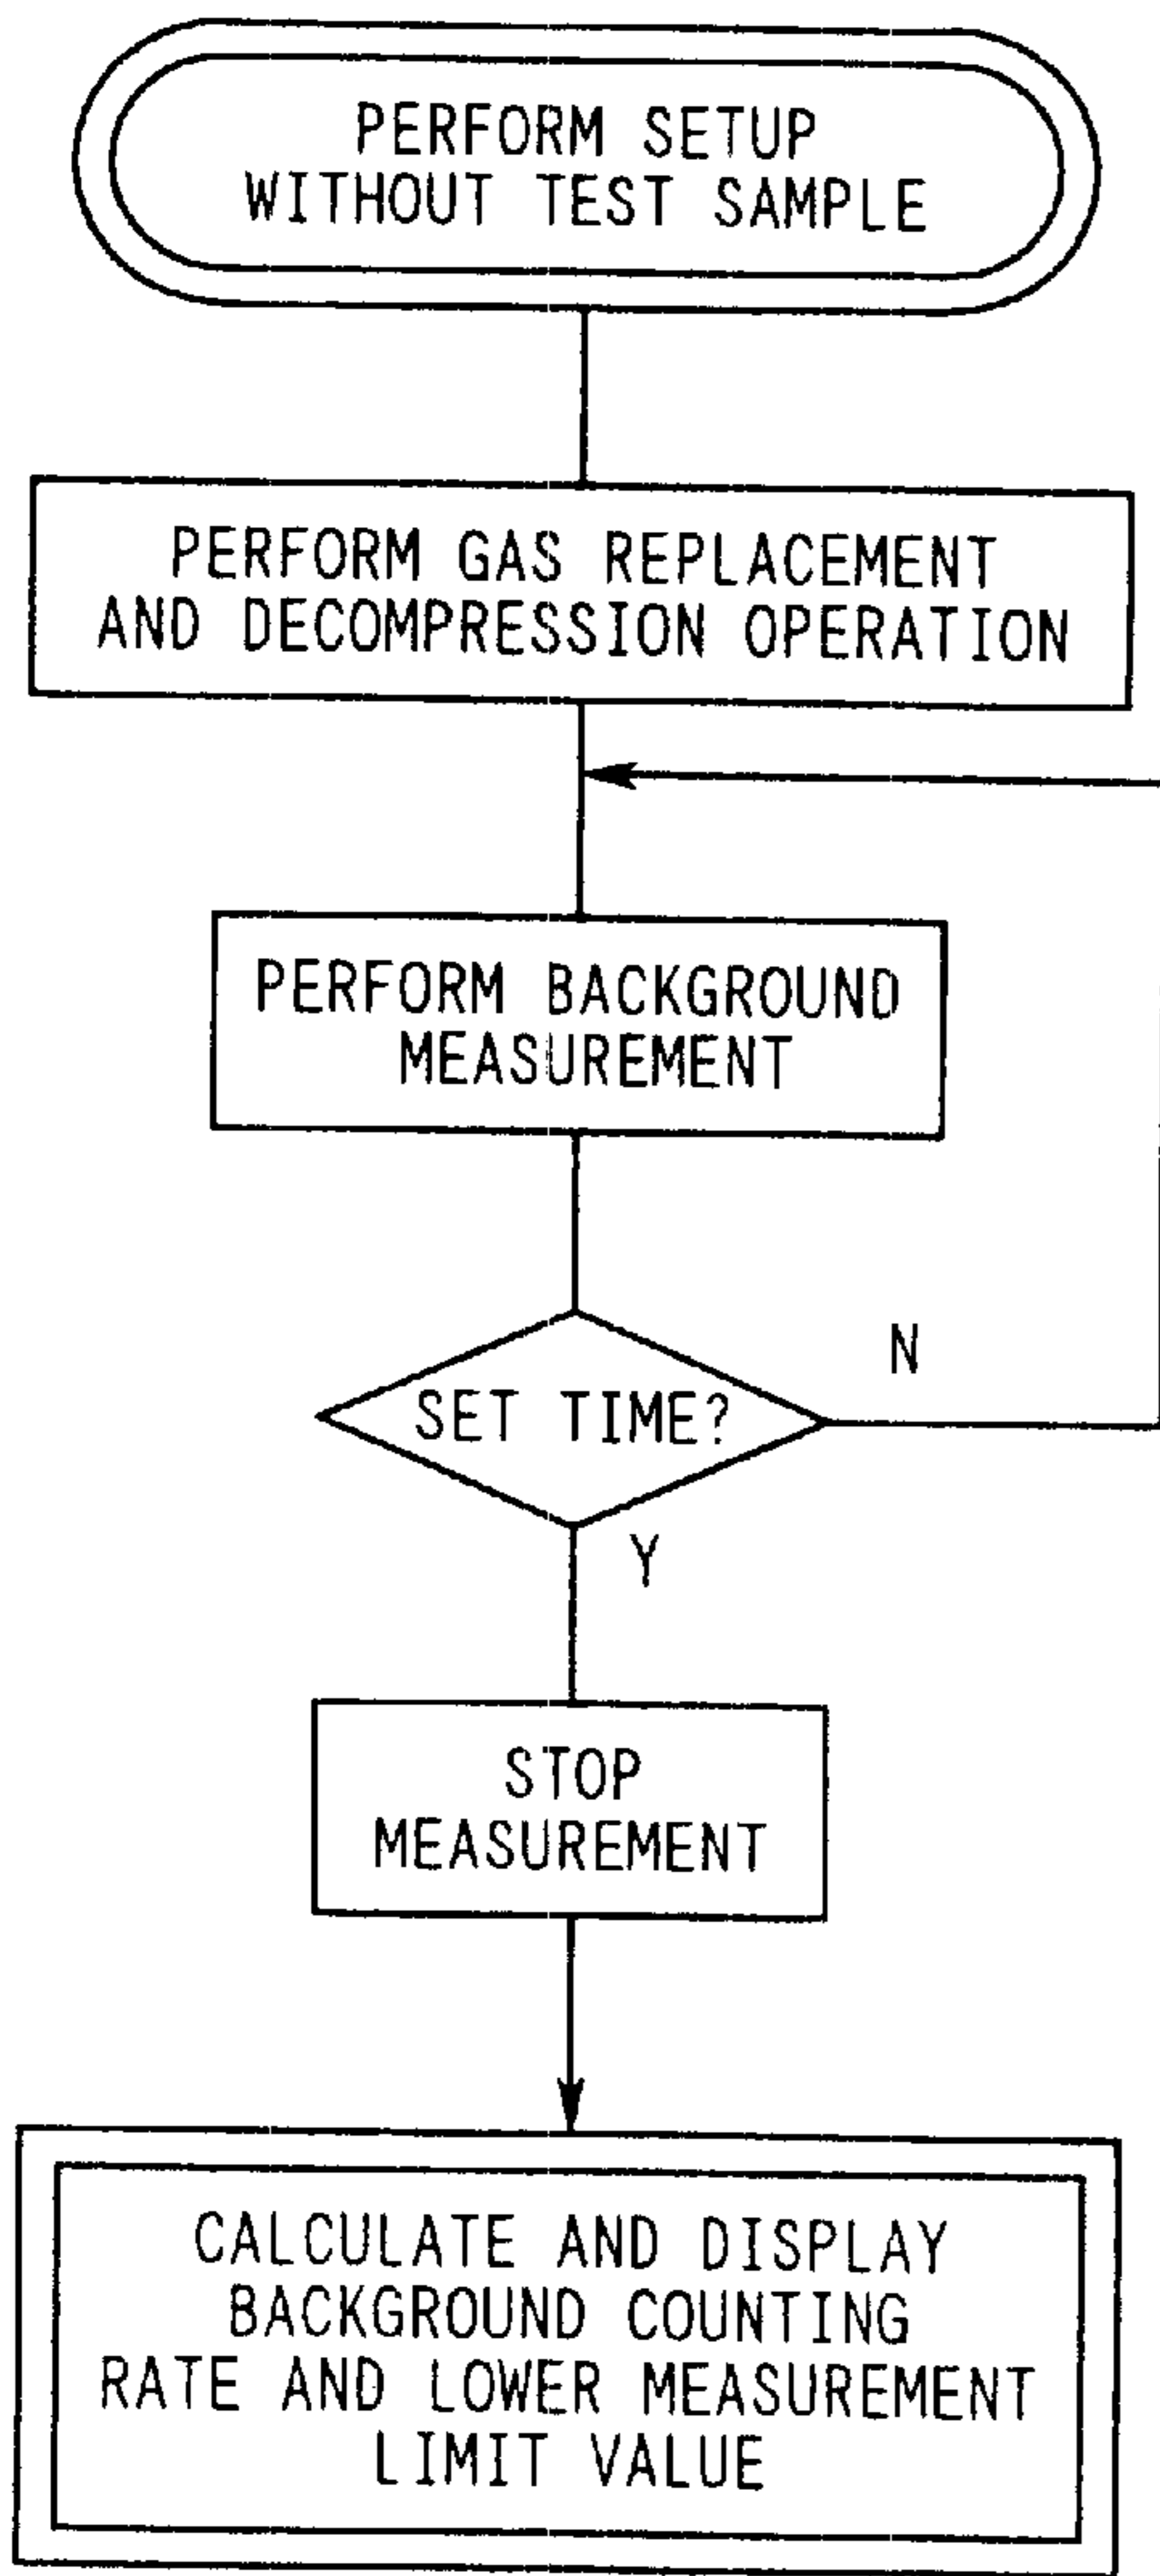 PERFORM SETUP
WITHOUT TEST SAMPLE
PERFORM GAS REPLACEMENT
AND DECOMPRESSION OPERATION
PERFORM BACKGROUND
MEASUREMENT
N
SET TIME?
Y
STOP
MEASUREMENT
CALCULATE AND DISPLAY
BACKGROUND COUNTING
RATE AND LOWER MEASUREMENT
LIMIT VALUE